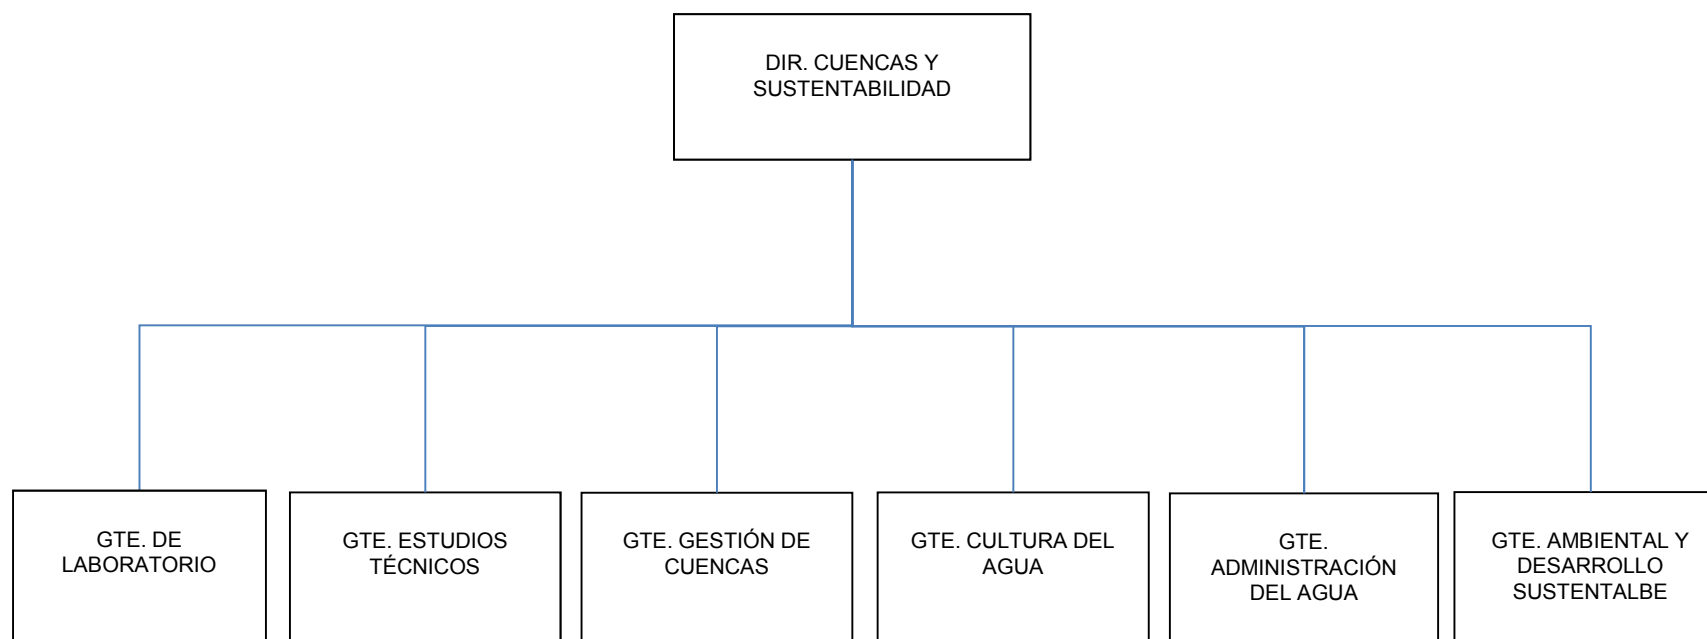 DIR. CUENCAS Y
SUSTENTABILIDAD
GTE. DE
LABORATORIO
GTE. ESTUDIOS
TÉCNICOS
GTE. GESTIÓN DE
CUENCAS
GTE. CULTURA DEL
AGUA
GTE.
ADMINISTRACIÓN
DEL AGUA
GTE. AMBIENTAL Y
DESARROLLO
SUSTENTALBE